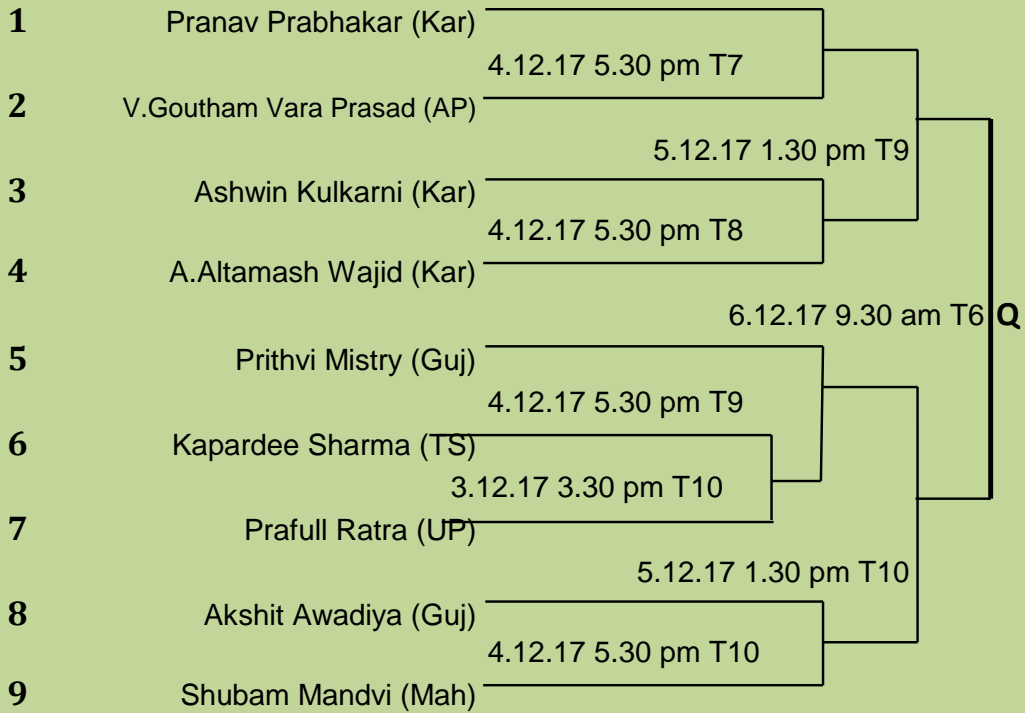 1 Pranav Prabhakar (Kar)
4.12.17 5.30 pm T7
2 V.Goutham Vara Prasad (AP)
5.12.17 1.30 pm T9
3 Ashwin Kulkarni (Kar)
4.12.17 5.30 pm T8
4 A.Altamash Wajid (Kar)
6.12.17 9.30 am T6 Q
5 Prithvi Mistry (Guj)
4.12.17 5.30 pm T9
6 Kapardee Sharma (TS)
3.12.17 3.30 pm T10
7 Prafull Ratra (UP)
5.12.17 1.30 pm T10
8 Akshit Awadiya (Guj)
4.12.17 5.30 pm T10
9 Shubam Mandvi (Mah)